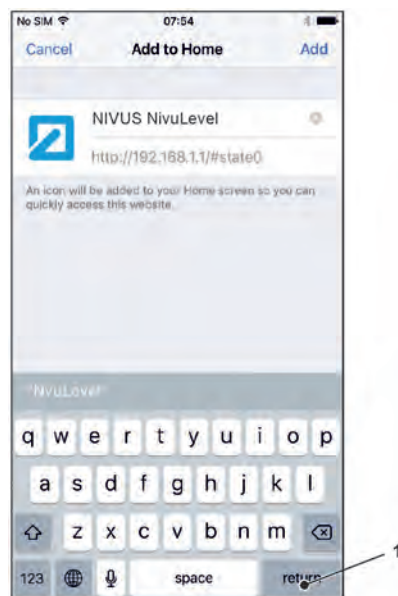 No SIM 07:54
Cancel Add to Home Add
NIVUS NivuLevel
http://192.168.1.1/#state0
An icon will be added to your Home screen so you can
quickly access this website.
q w e r t y u i o p
a s d f g h j k l
z x c v b n m
123 space return
1